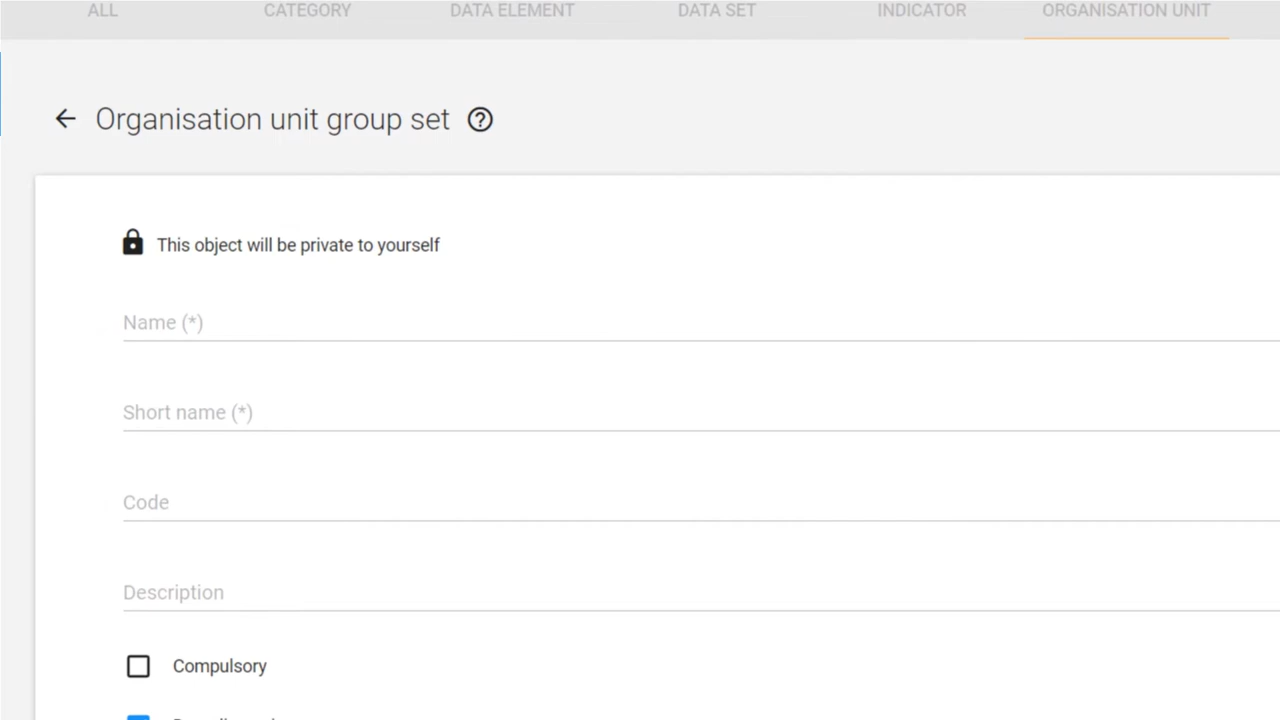 ALL CATEGORY DATA ELEMENT DATA SET INDICATOR ORGANISATION UNIT
Organisation unit group set
This object will be private to yourself
Name (*)
Short name (*)
Code
Description
Compulsory